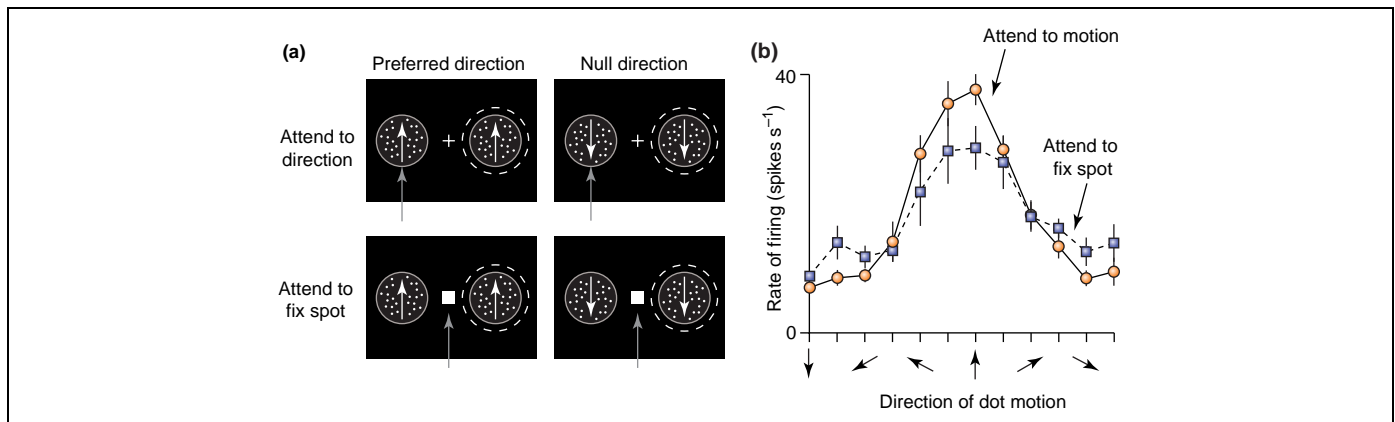 (a)
Preferred direction
Null direction
Attend to
direction
Attend to
fix spot
(b)
Attend to motion
Attend to
fix spot
40
0
Rate of firing (spikes s⁻¹)
Direction of dot motion